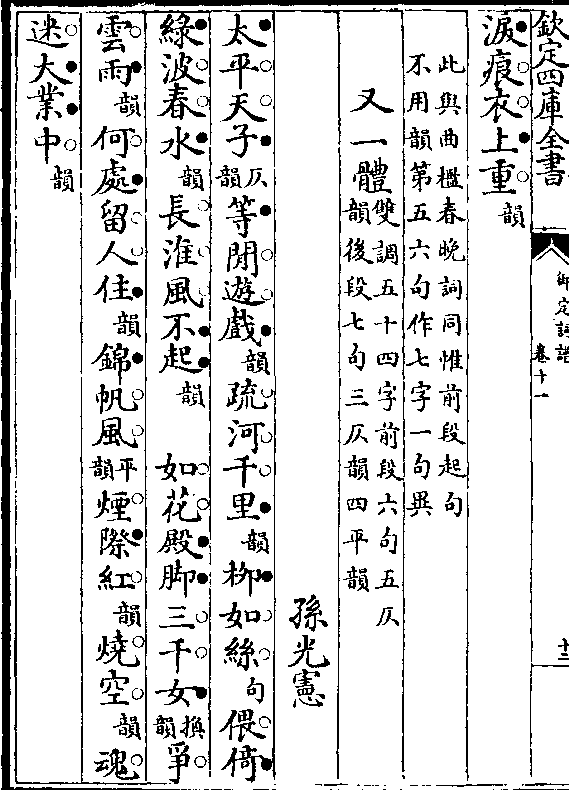 欽定四庫全書
御定詞譜
卷十一
十三
淚痕衣上重韻
此與曲檻春晚詞同惟前段起句
不用韻第五六句作七字一句異
又一體雙調五十四字前段六句五仄
韻後段七句三仄韻四平韻
孫光憲
太平天子仄韻等閒遊戲韻疏河千里韻柳如絲句偎倚
綠波春水韻長淮風不起韻 如花殿脚三千女換韻爭
雲雨韻何處留人住韻錦帆風平韻煙際紅韻燒空韻魂
迷大業中韻